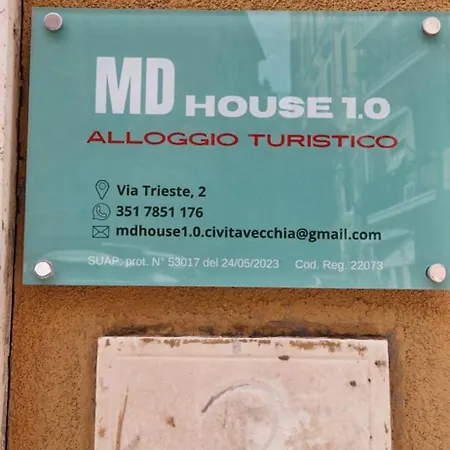 MD HOUSE 1.0
ALLOGGIO TURISTICO
Via Trieste, 2
351 7851 176
mdhouse1.0.civitavecchia@gmail.com
SUAP. prot. N° 53017 del 24/05/2023 Cod. Reg. 22073